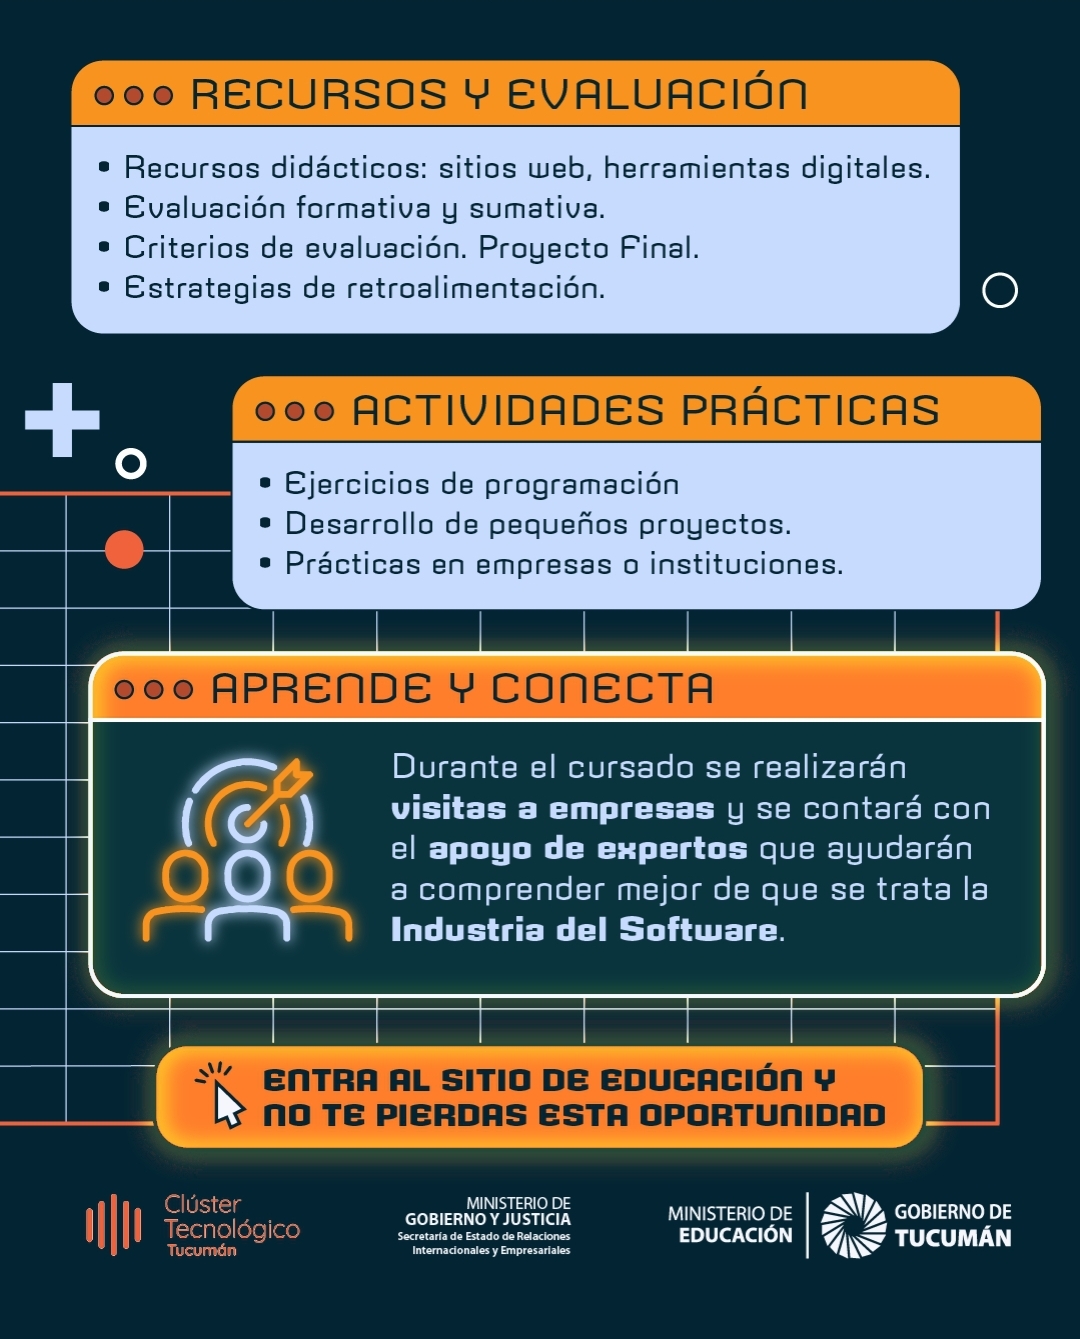 RECURSOS Y EVALUACIÓN
• Recursos didácticos: sitios web, herramientas digitales.
• Evaluación formativa y sumativa.
• Criterios de evaluación. Proyecto Final.
• Estrategias de retroalimentación.
ACTIVIDADES PRÁCTICAS
• Ejercicios de programación
• Desarrollo de pequeños proyectos.
• Prácticas en empresas o instituciones.
APRENDE Y CONECTA
Durante el cursado se realizarán
visitas a empresas y se contará con
el apoyo de expertos que ayudarán
a comprender mejor de que se trata la
Industria del Software.
ENTRA AL SITIO DE EDUCACIÓN Y
NO TE PIERDAS ESTA OPORTUNIDAD
Clúster
Tecnológico
Tucumán
MINISTERIO DE
GOBIERNO Y JUSTICIA
Secretaría de Estado de Relaciones
Internacionales y Empresariales
MINISTERIO DE
EDUCACIÓN
GOBIERNO DE
TUCUMÁN